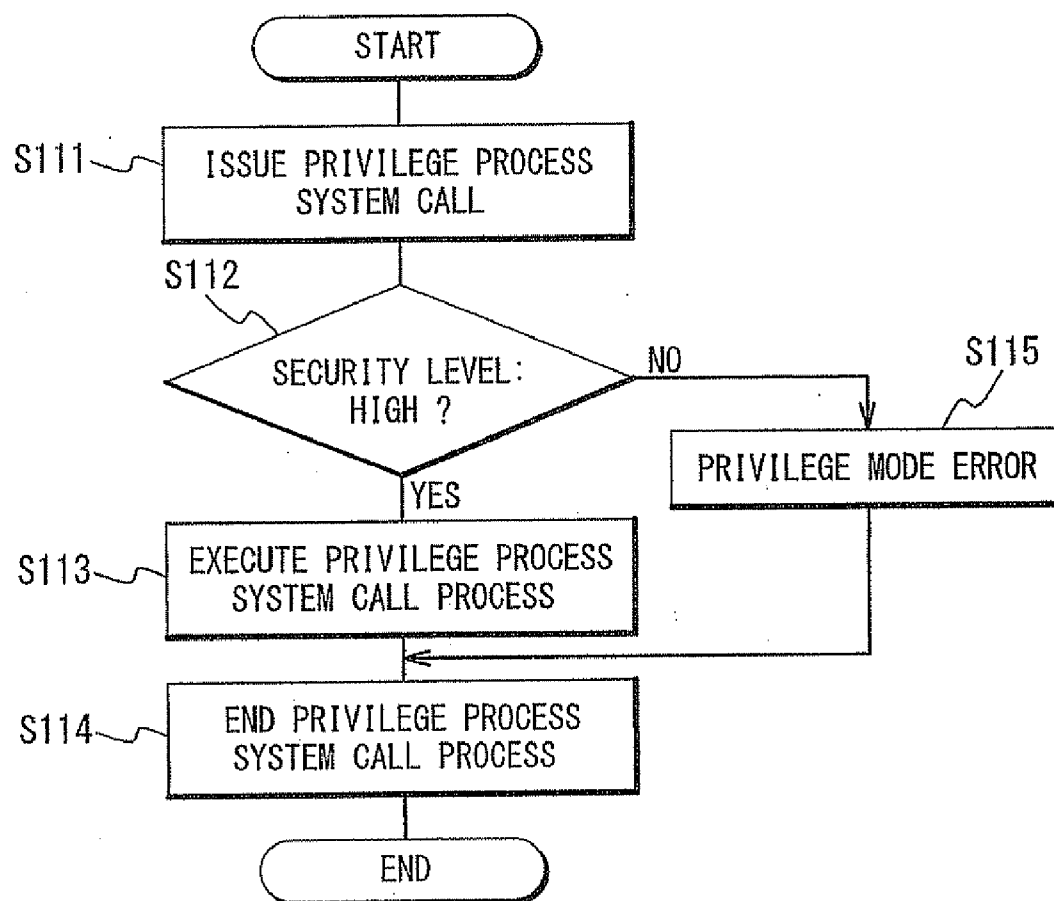 START
S111
ISSUE PRIVILEGE PROCESS
SYSTEM CALL
S112
SECURITY LEVEL:
HIGH ?
NO
S115
PRIVILEGE MODE ERROR
YES
S113
EXECUTE PRIVILEGE PROCESS
SYSTEM CALL PROCESS
S114
END PRIVILEGE PROCESS
SYSTEM CALL PROCESS
END